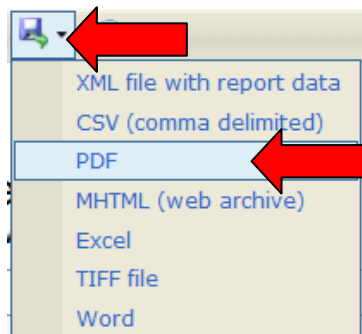 XML file with report data
CSV (comma delimited)
PDF
MHTML (web archive)
Excel
TIFF file
Word